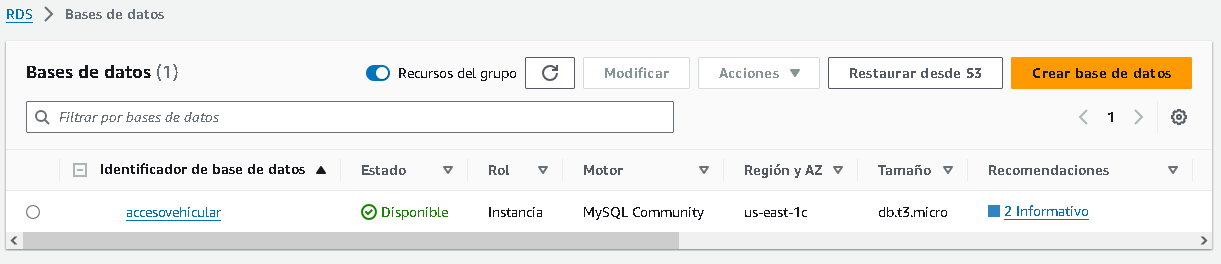 RDS > Bases de datos
Bases de datos (1)
Recursos del grupo
Modificar
Acciones
Restaurar desde S3
Crear base de datos
Filtrar por bases de datos
1
Identificador de base de datos Estado Rol Motor Región y AZ Tamaño Recomendaciones
accesovehicular Disponible Instancia MySQL Community us-east-1c db.t3.micro 2 Informativo